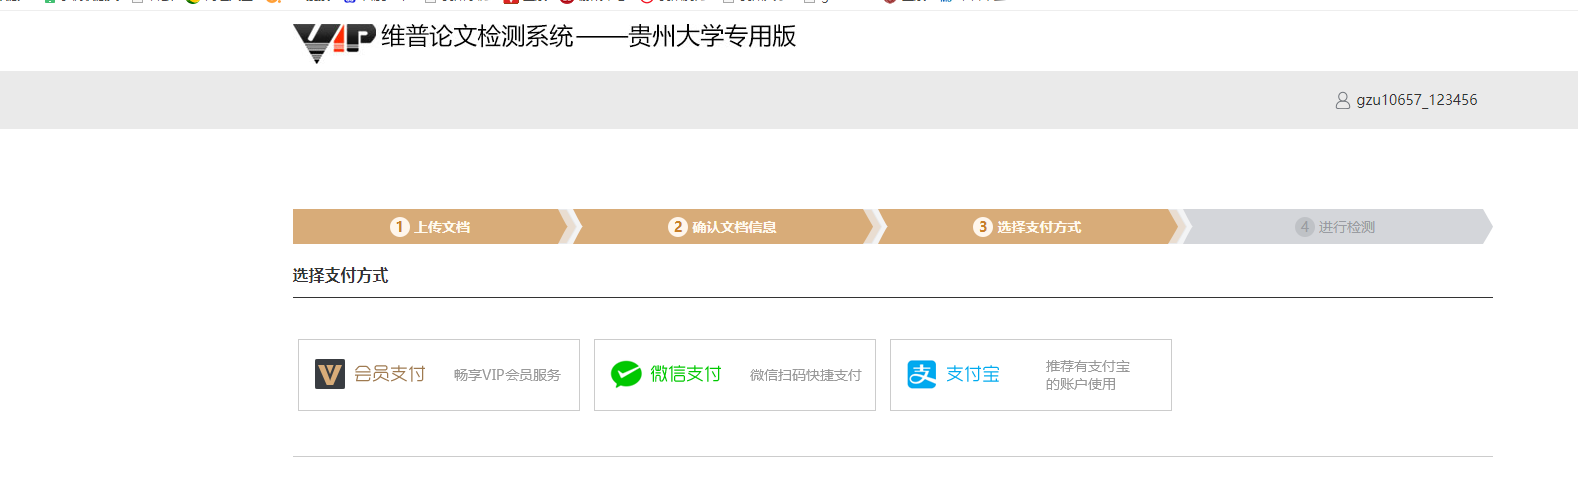 VIP 维普论文检测系统——贵州大学专用版
gzu10657_123456
1 上传文档
2 确认文档信息
3 选择支付方式
4 进行检测
选择支付方式
会员支付 畅享VIP会员服务
微信支付 微信扫码快捷支付
支付宝 推荐有支付宝
的账户使用